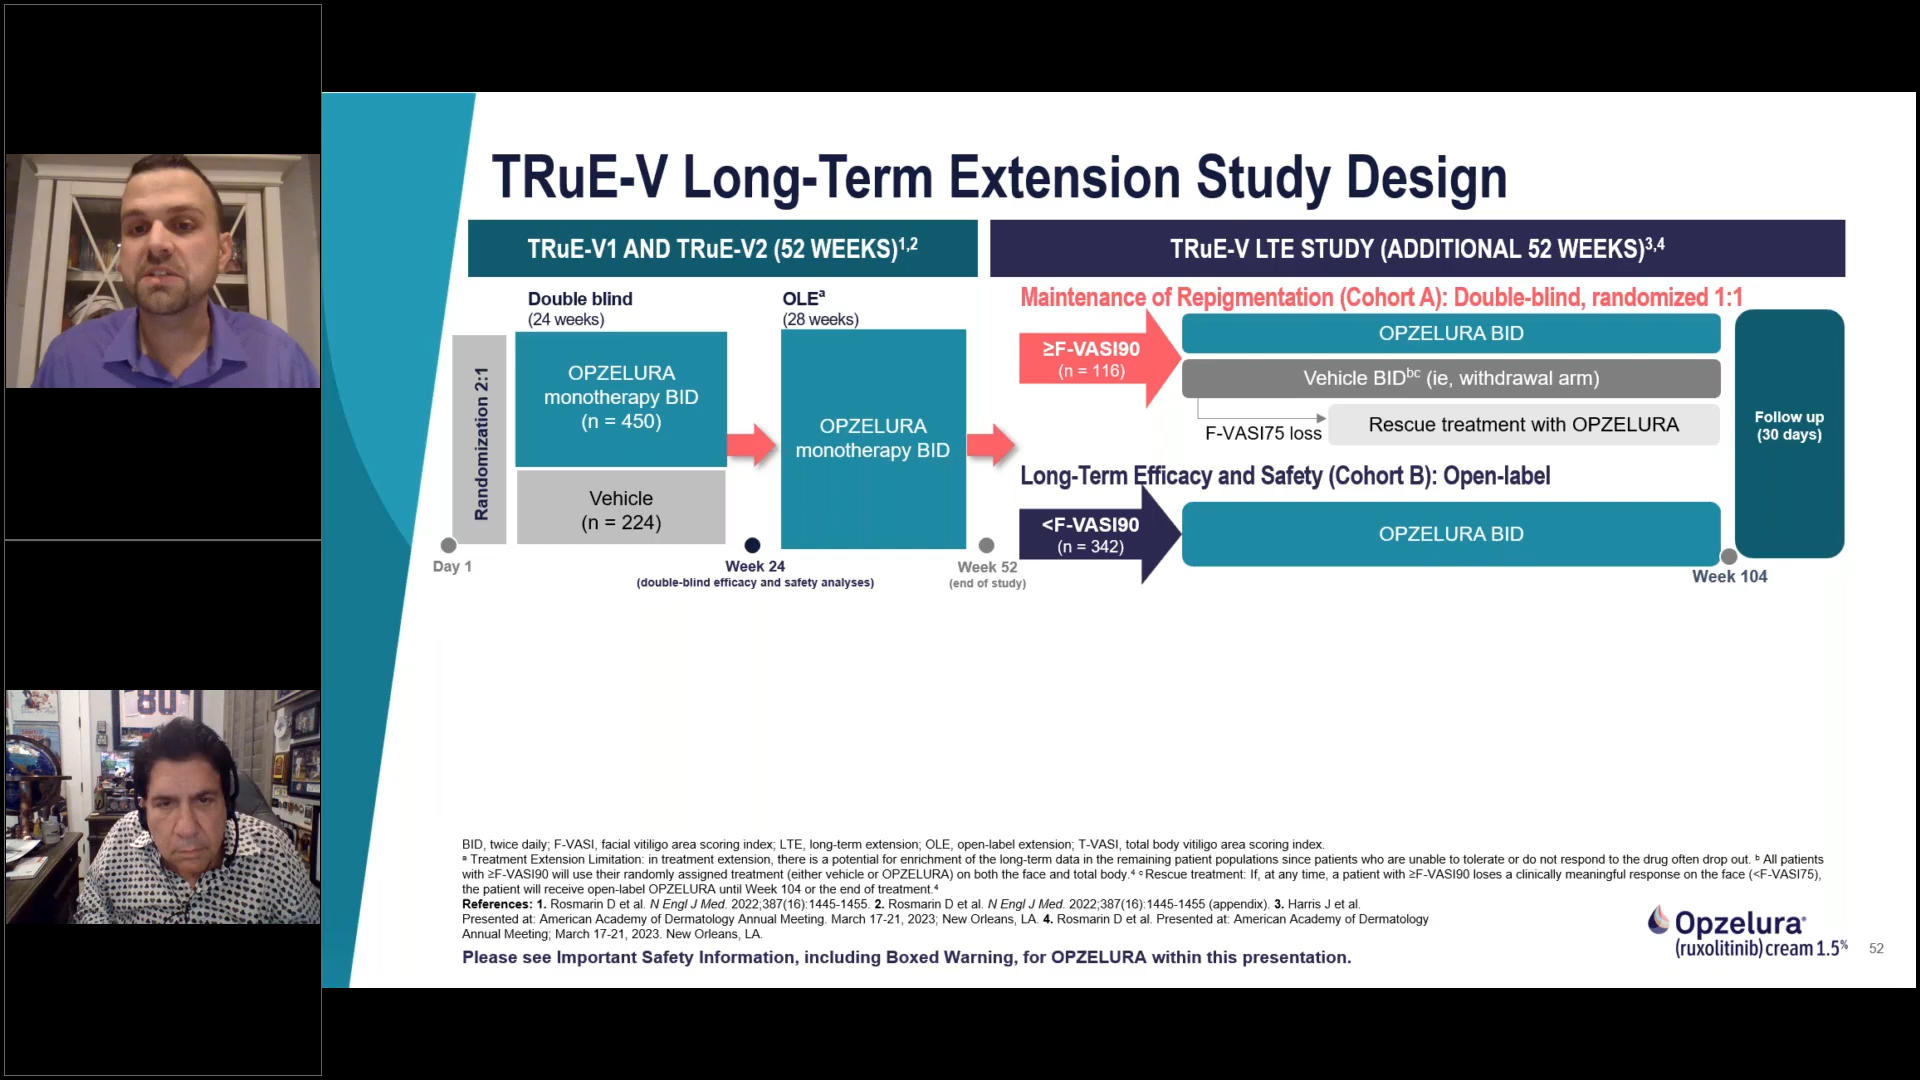 TRuE-V Long-Term Extension Study Design
TRuE-V1 AND TRuE-V2 (52 WEEKS)1,2
TRuE-V LTE STUDY (ADDITIONAL 52 WEEKS)3,4
Double blind
(24 weeks)
OLEa
(28 weeks)
Randomization 2:1
OPZELURA
monotherapy BID
(n = 450)
Vehicle
(n = 224)
OPZELURA
monotherapy BID
Day 1
Week 24
(double-blind efficacy and safety analyses)
Week 52
(end of study)
Maintenance of Repigmentation (Cohort A): Double-blind, randomized 1:1
≥F-VASI90
(n = 116)
OPZELURA BID
Vehicle BIDbc (ie, withdrawal arm)
F-VASI75 loss
Rescue treatment with OPZELURA
Long-Term Efficacy and Safety (Cohort B): Open-label
<F-VASI90
(n = 342)
OPZELURA BID
Follow up
(30 days)
Week 104
BID, twice daily; F-VASI, facial vitiligo area scoring index; LTE, long-term extension; OLE, open-label extension; T-VASI, total body vitiligo area scoring index.
a Treatment Extension Limitation: in treatment extension, there is a potential for enrichment of the long-term data in the remaining patient populations since patients who are unable to tolerate or do not respond to the drug often drop out. b All patients
with ≥F-VASI90 will use their randomly assigned treatment (either vehicle or OPZELURA) on both the face and total body.4 c Rescue treatment: If, at any time, a patient with ≥F-VASI90 loses a clinically meaningful response on the face (<F-VASI75),
the patient will receive open-label OPZELURA until Week 104 or the end of treatment.4
References: 1. Rosmarin D et al. N Engl J Med. 2022;387(16):1445-1455. 2. Rosmarin D et al. N Engl J Med. 2022;387(16):1445-1455 (appendix). 3. Harris J et al.
Presented at: American Academy of Dermatology Annual Meeting. March 17-21, 2023; New Orleans, LA. 4. Rosmarin D et al. Presented at: American Academy of Dermatology
Annual Meeting; March 17-21, 2023. New Orleans, LA.
Please see Important Safety Information, including Boxed Warning, for OPZELURA within this presentation.
Opzelura®
(ruxolitinib) cream 1.5%
52
80